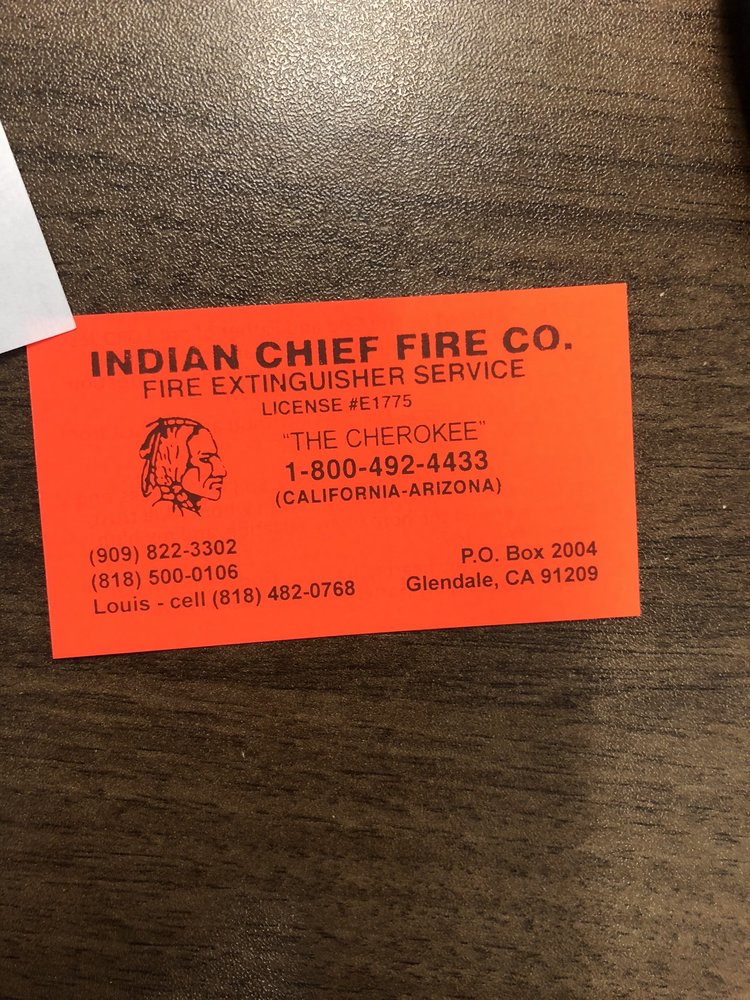 INDIAN CHIEF FIRE CO.
FIRE EXTINGUISHER SERVICE
LICENSE #E1775
"THE CHEROKEE"
1-800-492-4433
(CALIFORNIA-ARIZONA)
(909) 822-3302
(818) 500-0106
Louis - cell (818) 482-0768
P.O. Box 2004
Glendale, CA 91209